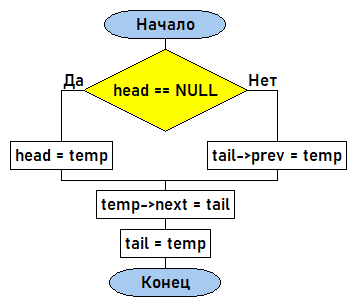 Начало
Да
Нет
head == NULL
head = temp
tail->prev = temp
temp->next = tail
tail = temp
Конец